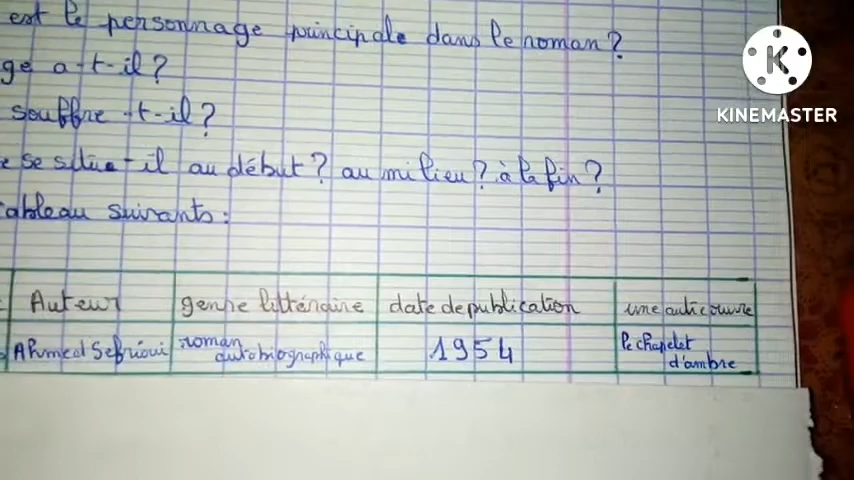 est le personnage principale dans le roman?
ge a-t-il?
souffre-t-il?
e se situe-il au début? au milieu? à la fin?
ableau suivants:
Auteur genre littéraire date de publication une autre œuvre
Ahmed Sefrioui roman autobiographique 1954 le chapelet d'ambre
KINEMASTER